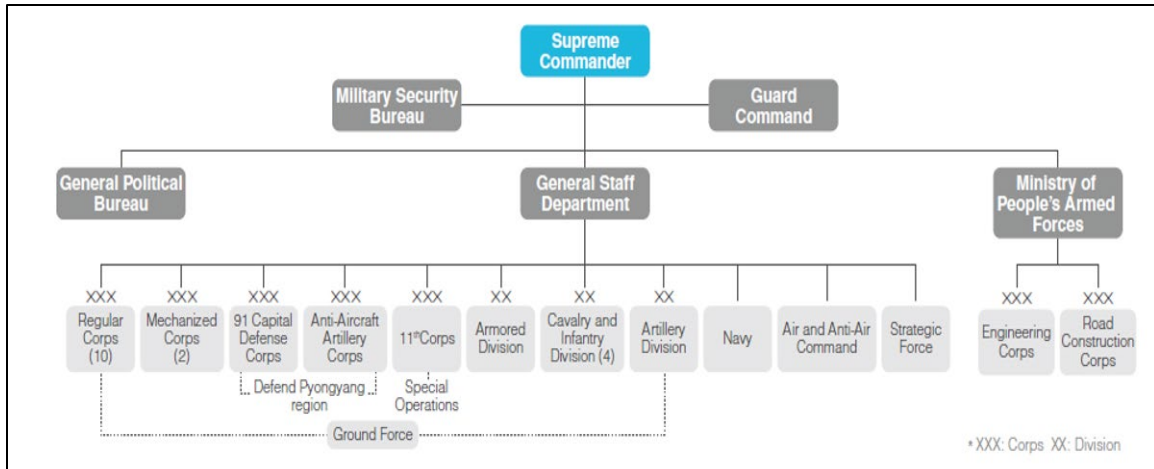 Supreme
Commander
Military Security
Bureau
Guard
Command
General Political
Bureau
General Staff
Department
Ministry of
People's Armed
Forces
XXX
XXX
XXX
XXX
XXX
XX
XX
XX
XXX
XXX
Regular
Corps
(10)
Mechanized
Corps
(2)
91 Capital
Defense
Corps
Anti-Aircraft
Artillery
Corps
11thCorps
Armored
Division
Cavalry and
Infantry
Division (4)
Artillery
Division
Navy
Air and Anti-Air
Command
Strategic
Force
Engineering
Corps
Road
Construction
Corps
Defend Pyongyang
region
Special
Operations
Ground Force
* XXX: Corps XX: Division